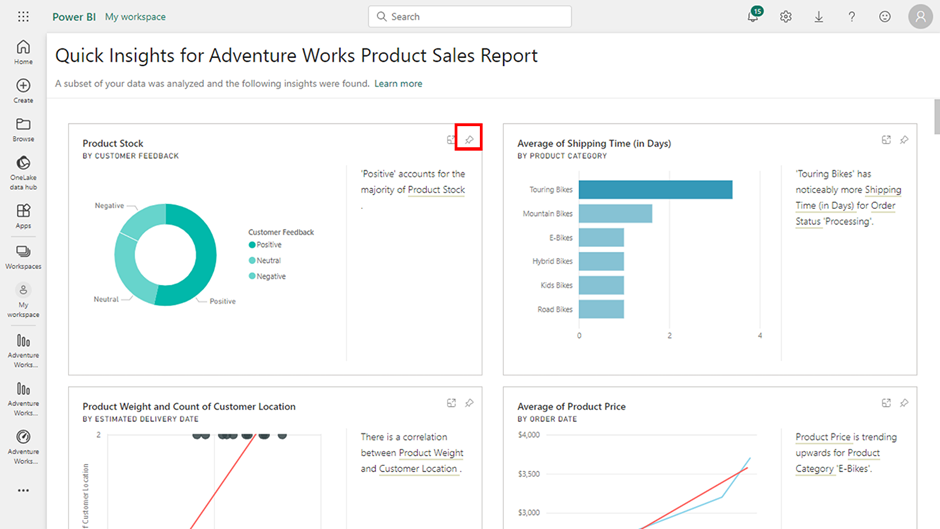 Power BI My workspace
Search
15
Home
Create
Browse
OneLake
data hub
Apps
Workspaces
My
workspace
Adventure
Works...
Adventure
Works...
Adventure
Works...
Quick Insights for Adventure Works Product Sales Report
A subset of your data was analyzed and the following insights were found. Learn more
Product Stock
BY CUSTOMER FEEDBACK
Negative
Neutral
Positive
Customer Feedback
Positive
Neutral
Negative
'Positive' accounts for the
majority of Product Stock
.
Average of Shipping Time (in Days)
BY PRODUCT CATEGORY
Touring Bikes
Mountain Bikes
E-Bikes
Hybrid Bikes
Kids Bikes
Road Bikes
0 2 4
'Touring Bikes' has
noticeably more Shipping
Time (in Days) for Order
Status 'Processing'.
Product Weight and Count of Customer Location
BY ESTIMATED DELIVERY DATE
2
of Customer Location
There is a correlation
between Product Weight
and Customer Location .
Average of Product Price
BY ORDER DATE
$4,000
$3,500
$3,000
Product Price is trending
upwards for Product
Category 'E-Bikes'.